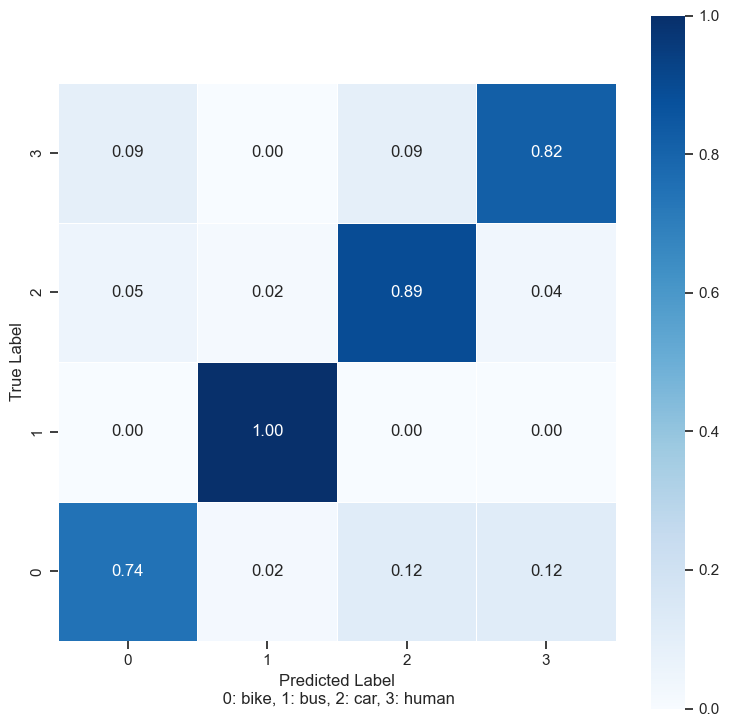 1.0
3 0.09 0.00 0.09 0.82
0.8
2 0.05 0.02 0.89 0.04
0.6
True Label
1 0.00 1.00 0.00 0.00
0.4
0 0.74 0.02 0.12 0.12
0.2
0 1 2 3
Predicted Label
0: bike, 1: bus, 2: car, 3: human
0.0